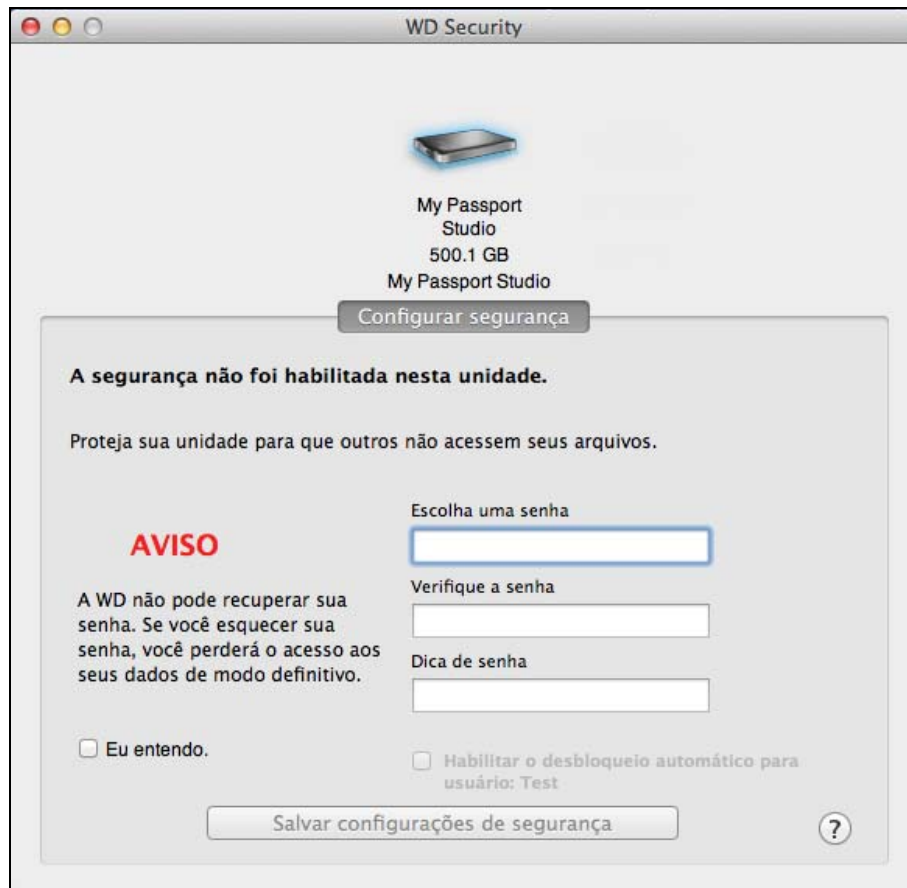 WD Security
My Passport
Studio
500.1 GB
My Passport Studio
Configurar segurança
A segurança não foi habilitada nesta unidade.
Proteja sua unidade para que outros não acessem seus arquivos.
AVISO
A WD não pode recuperar sua
senha. Se você esquecer sua
senha, você perderá o acesso aos
seus dados de modo definitivo.
Eu entendo.
Escolha uma senha
Verifique a senha
Dica de senha
Habilitar o desbloqueio automático para
usuário: Test
Salvar configurações de segurança
?